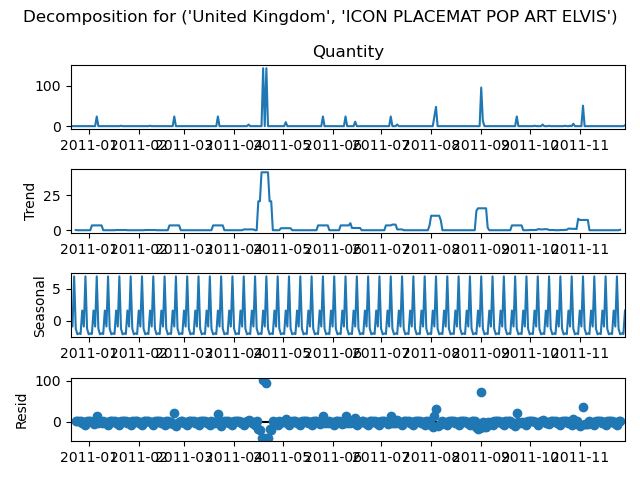 Decomposition for ('United Kingdom', 'ICON PLACEMAT POP ART ELVIS')
Quantity
100
0
2011-01 2011-02 2011-03 2011-04 2011-05 2011-06 2011-07 2011-08 2011-09 2011-10 2011-11
Trend
25
0
2011-01 2011-02 2011-03 2011-04 2011-05 2011-06 2011-07 2011-08 2011-09 2011-10 2011-11
Seasonal
5
0
2011-01 2011-02 2011-03 2011-04 2011-05 2011-06 2011-07 2011-08 2011-09 2011-10 2011-11
Resid
100
0
2011-01 2011-02 2011-03 2011-04 2011-05 2011-06 2011-07 2011-08 2011-09 2011-10 2011-11